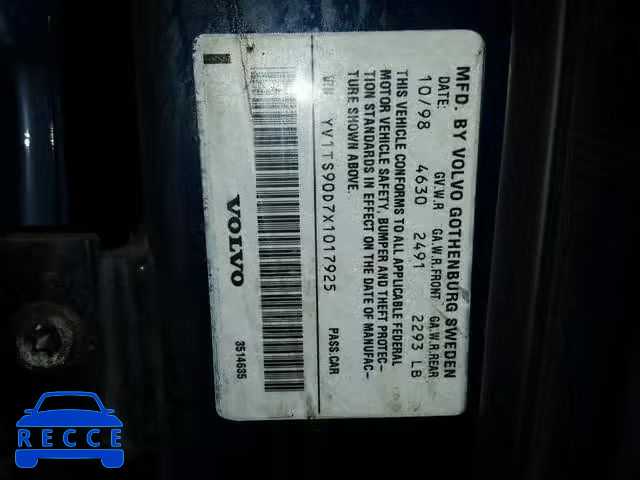 MFD. BY VOLVO GOTHENBURG SWEDEN
DATE: GV.W.R GA.W.R.FRONT GA.W.R.REAR
10/98 4630 2491 2293 LB
THIS VEHICLE CONFORMS TO ALL APPLICABLE FEDERAL
MOTOR VEHICLE SAFETY, BUMPER AND THEFT PROTEC-
TION STANDARDS IN EFFECT ON THE DATE OF MANUFAC-
TURE SHOWN ABOVE.
VIN YV1TS90D7X1017925 PASS.CAR
VOLVO 3514635
RECCE